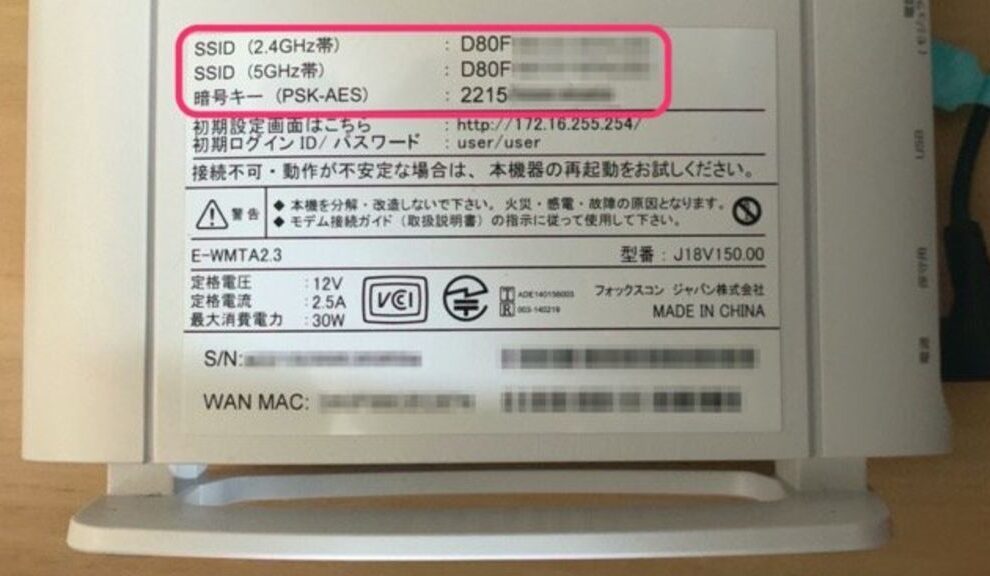 SSID (2.4GHz帯) : D80F
SSID (5GHz帯) : D80F
暗号キー (PSK-AES) : 2215
初期設定画面はこちら : http://172.16.255.254/
初期ログインID/パスワード : user/user
接続不可・動作が不安定な場合は、本機器の再起動をお試しください。
警告
◆ 本機を分解・改造しないで下さい。火災・感電・故障の原因となります。
◆ モデム接続ガイド (取扱説明書) の指示に従って使用して下さい。
E-WMTA2.3 型番 : J18V150.00
定格電圧 : 12V
定格電流 : 2.5A
最大消費電力 : 30W
VCCI
T ADE140156003
R 003-140219
フォックスコン ジャパン株式会社
MADE IN CHINA
S/N:
WAN MAC: